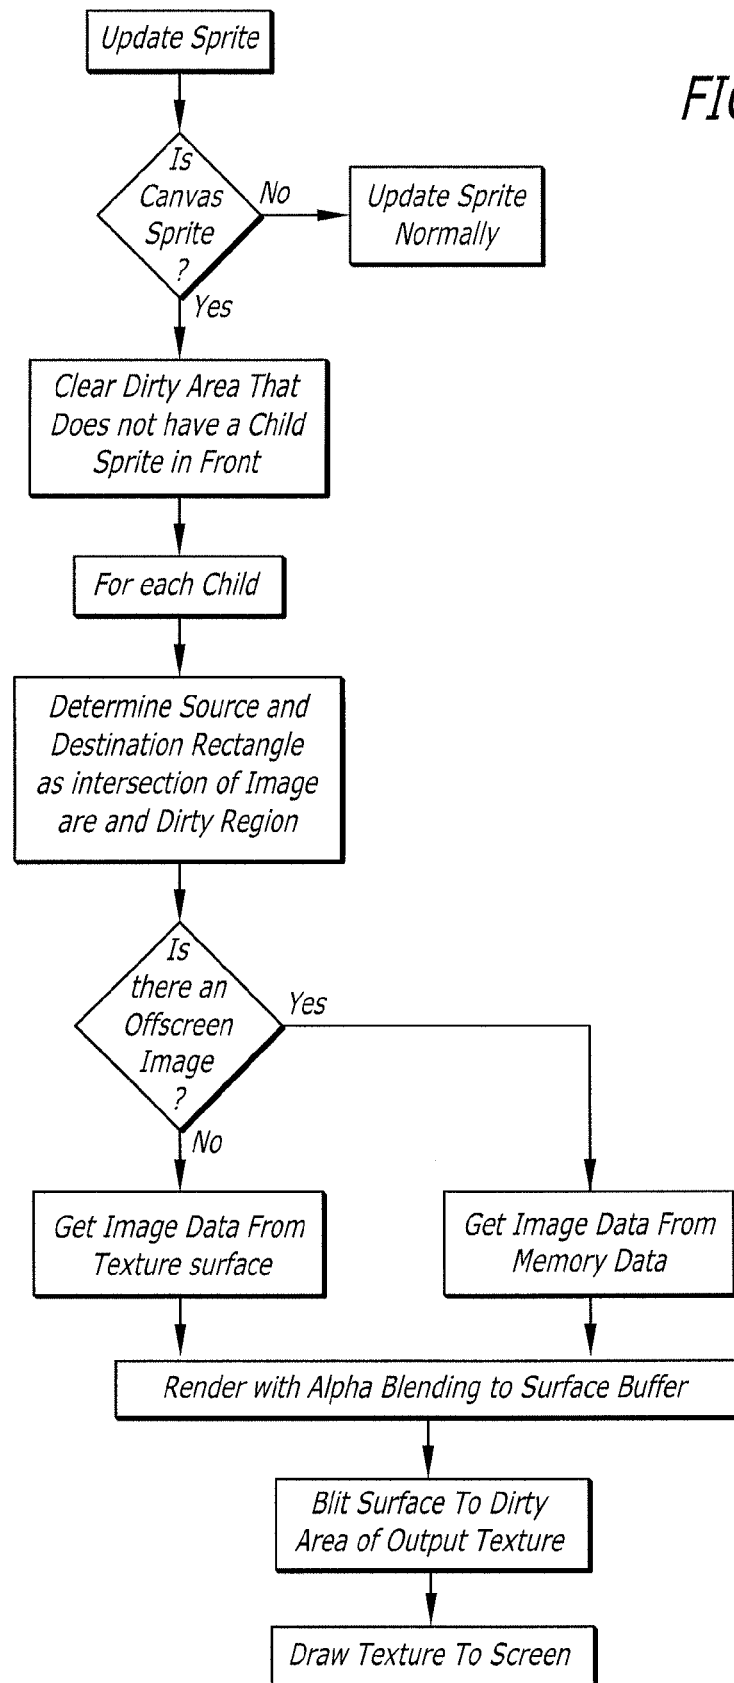 Update Sprite
FIG
Is
Canvas
Sprite
?
No
Update Sprite
Normally
Yes
Clear Dirty Area That
Does not have a Child
Sprite in Front
For each Child
Determine Source and
Destination Rectangle
as intersection of Image
are and Dirty Region
Is
there an
Offscreen
Image
?
Yes
No
Get Image Data From
Texture surface
Get Image Data From
Memory Data
Render with Alpha Blending to Surface Buffer
Blit Surface To Dirty
Area of Output Texture
Draw Texture To Screen